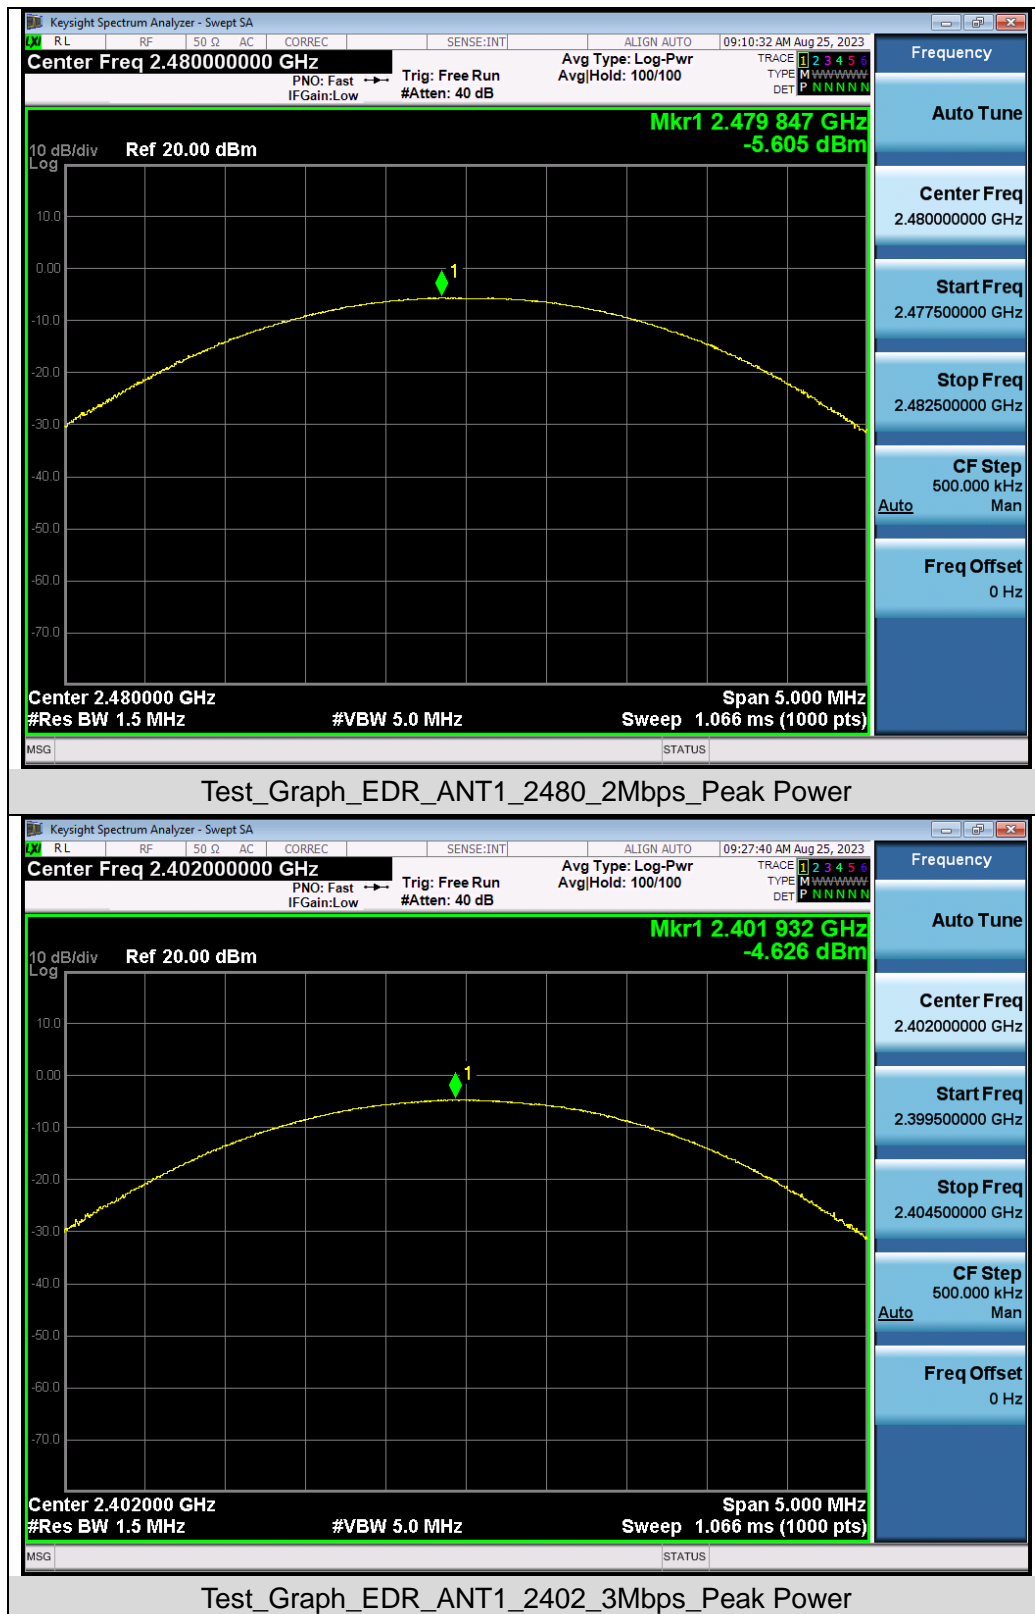 Keysight Spectrum Analyzer - Swept SA
LXI RL RF 50 Ω AC CORREC SENSE:INT ALIGN AUTO 09:10:32 AM Aug 25, 2023
Center Freq 2.480000000 GHz
PNO: Fast
IFGain:Low
Trig: Free Run
#Atten: 40 dB
Avg Type: Log-Pwr
Avg|Hold: 100/100
TRACE 1 2 3 4 5 6
TYPE M WWWWW
DET P N N N N N
Mkr1 2.479 847 GHz
-5.605 dBm
10 dB/div Ref 20.00 dBm
Log
10.0
0.00
1
-10.0
-20.0
-30.0
-40.0
-50.0
-60.0
-70.0
Center 2.480000 GHz Span 5.000 MHz
#Res BW 1.5 MHz #VBW 5.0 MHz Sweep 1.066 ms (1000 pts)
MSG STATUS
Frequency
Auto Tune
Center Freq
2.480000000 GHz
Start Freq
2.477500000 GHz
Stop Freq
2.482500000 GHz
CF Step
500.000 kHz
Auto Man
Freq Offset
0 Hz
Test_Graph_EDR_ANT1_2480_2Mbps_Peak Power
Keysight Spectrum Analyzer - Swept SA
LXI RL RF 50 Ω AC CORREC SENSE:INT ALIGN AUTO 09:27:40 AM Aug 25, 2023
Center Freq 2.402000000 GHz
PNO: Fast
IFGain:Low
Trig: Free Run
#Atten: 40 dB
Avg Type: Log-Pwr
Avg|Hold: 100/100
TRACE 1 2 3 4 5 6
TYPE M WWWWW
DET P N N N N N
Mkr1 2.401 932 GHz
-4.626 dBm
10 dB/div Ref 20.00 dBm
Log
10.0
0.00
1
-10.0
-20.0
-30.0
-40.0
-50.0
-60.0
-70.0
Center 2.402000 GHz Span 5.000 MHz
#Res BW 1.5 MHz #VBW 5.0 MHz Sweep 1.066 ms (1000 pts)
MSG STATUS
Frequency
Auto Tune
Center Freq
2.402000000 GHz
Start Freq
2.399500000 GHz
Stop Freq
2.404500000 GHz
CF Step
500.000 kHz
Auto Man
Freq Offset
0 Hz
Test_Graph_EDR_ANT1_2402_3Mbps_Peak Power